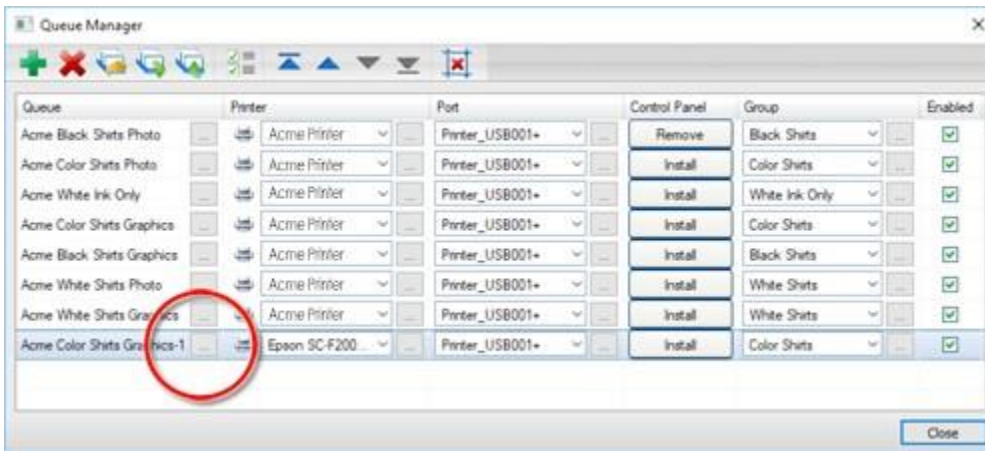 Queue Manager
Queue Printer Port Control Panel Group Enabled
Acme Black Shirts Photo ... Acme Printer ... Printer_USB001+ ... Remove Black Shirts ...
Acme Color Shirts Photo ... Acme Printer ... Printer_USB001+ ... Install Color Shirts ...
Acme White Ink Only ... Acme Printer ... Printer_USB001+ ... Install White Ink Only ...
Acme Color Shirts Graphics ... Acme Printer ... Printer_USB001+ ... Install Color Shirts ...
Acme Black Shirts Graphics ... Acme Printer ... Printer_USB001+ ... Install Black Shirts ...
Acme White Shirts Photo ... Acme Printer ... Printer_USB001+ ... Install White Shirts ...
Acme White Shirts Graphics ... Acme Printer ... Printer_USB001+ ... Install White Shirts ...
Acme Color Shirts Graphics-1 ... Epson SC-F200... ... Printer_USB001+ ... Install Color Shirts ...
Close